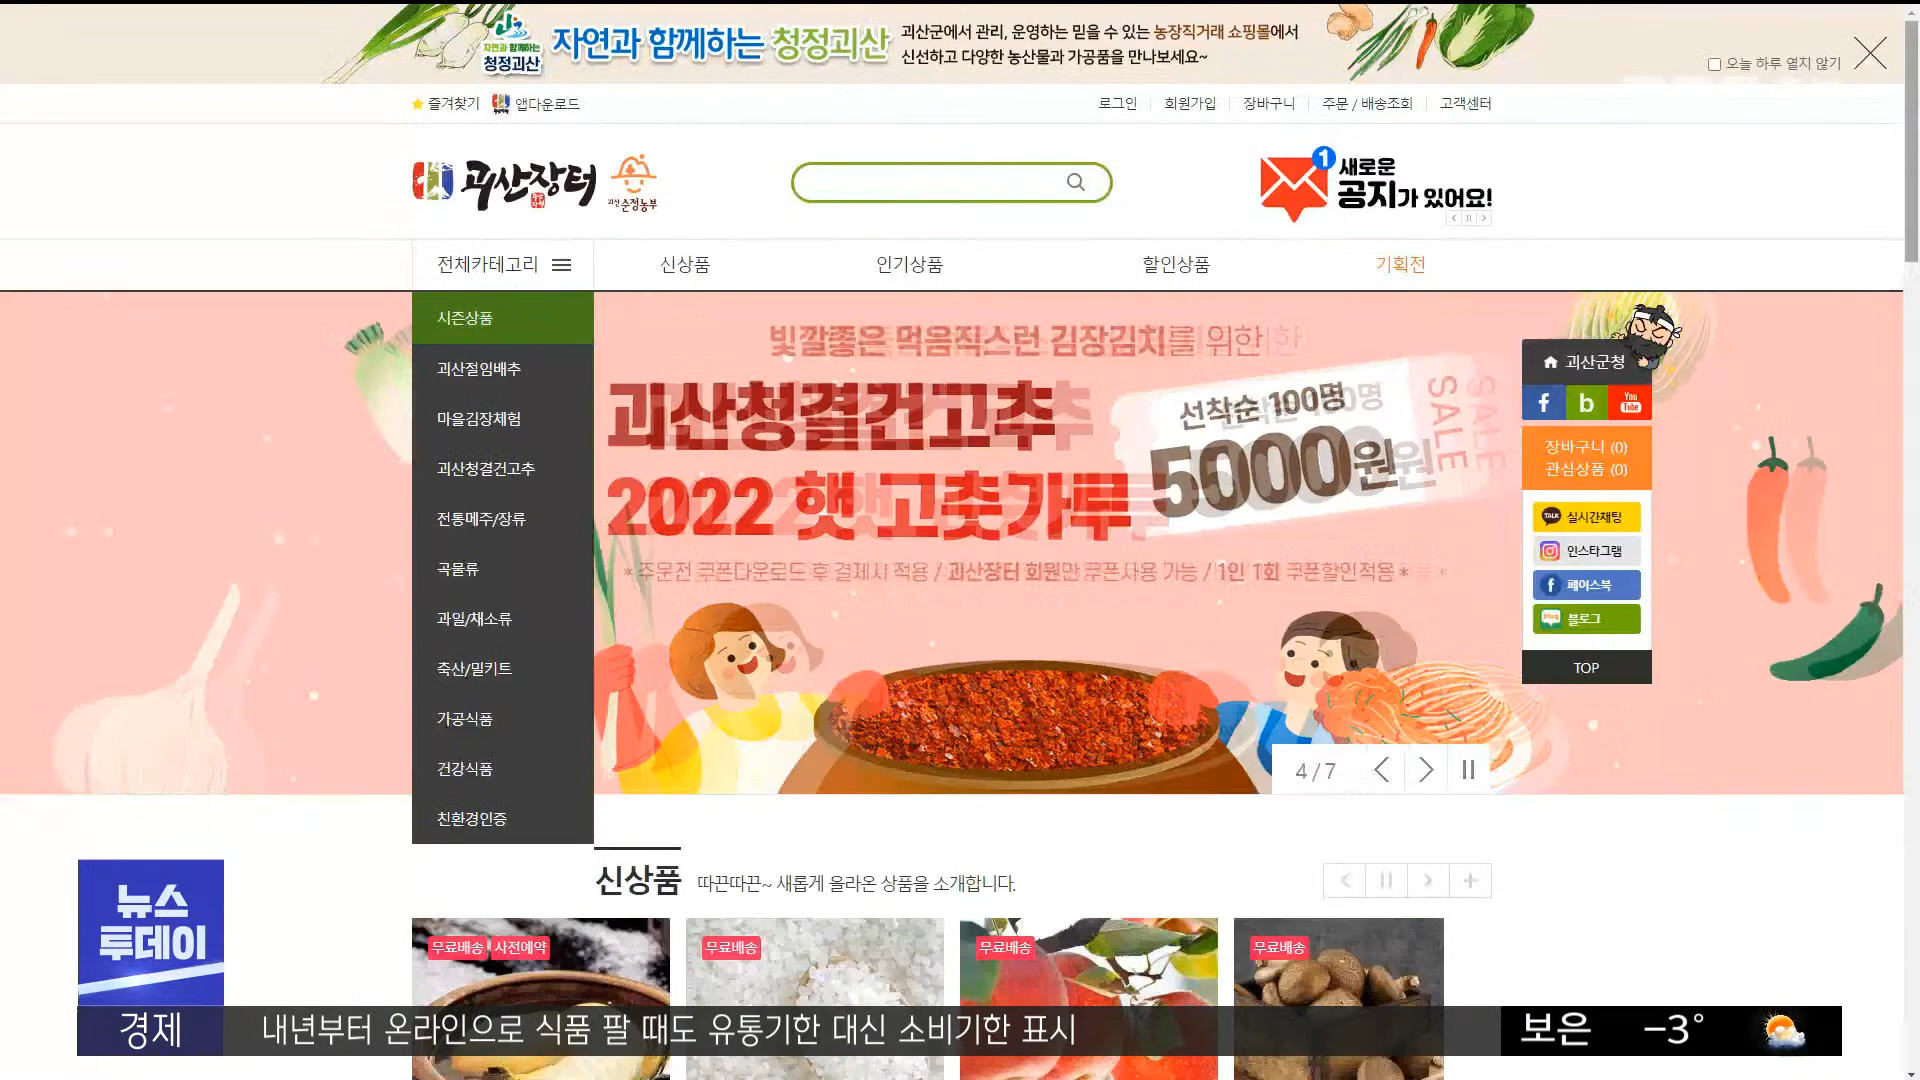 자연과 함께하는
청정괴산
자연과 함께하는 청정괴산
괴산군에서 관리, 운영하는 믿을 수 있는 농장직거래 쇼핑몰에서
신선하고 다양한 농산물과 가공품을 만나보세요~
오늘 하루 열지 않기
즐겨찾기 앱다운로드
로그인 회원가입 장바구니 주문 / 배송조회 고객센터
괴산장터
괴산순정농부
1
새로운
공지가 있어요!
전체카테고리 신상품 인기상품 할인상품 기획전
시즌상품
괴산절임배추
마을김장체험
괴산청결건고추
전통메주/장류
곡물류
과일/채소류
축산/밀키트
가공식품
건강식품
친환경인증
빛깔좋은 먹음직스런 김장김치를 위한
괴산청결건고추
2022 햇 고춧가루
선착순 100명
5000원
SALE
* 주문전 쿠폰다운로드 후 결제시 적용 / 괴산장터 회원만 쿠폰사용 가능 / 1인 1회 쿠폰할인적용 *
4 / 7
괴산군청
f b You Tube
장바구니 (0)
관심상품 (0)
TALK 실시간채팅
인스타그램
페이스북
blog 블로그
TOP
신상품 따끈따끈~ 새롭게 올라온 상품을 소개합니다.
무료배송 사전예약
무료배송
무료배송
무료배송
뉴스
투데이
경제
내년부터 온라인으로 식품 팔 때도 유통기한 대신 소비기한 표시
보은 -3°